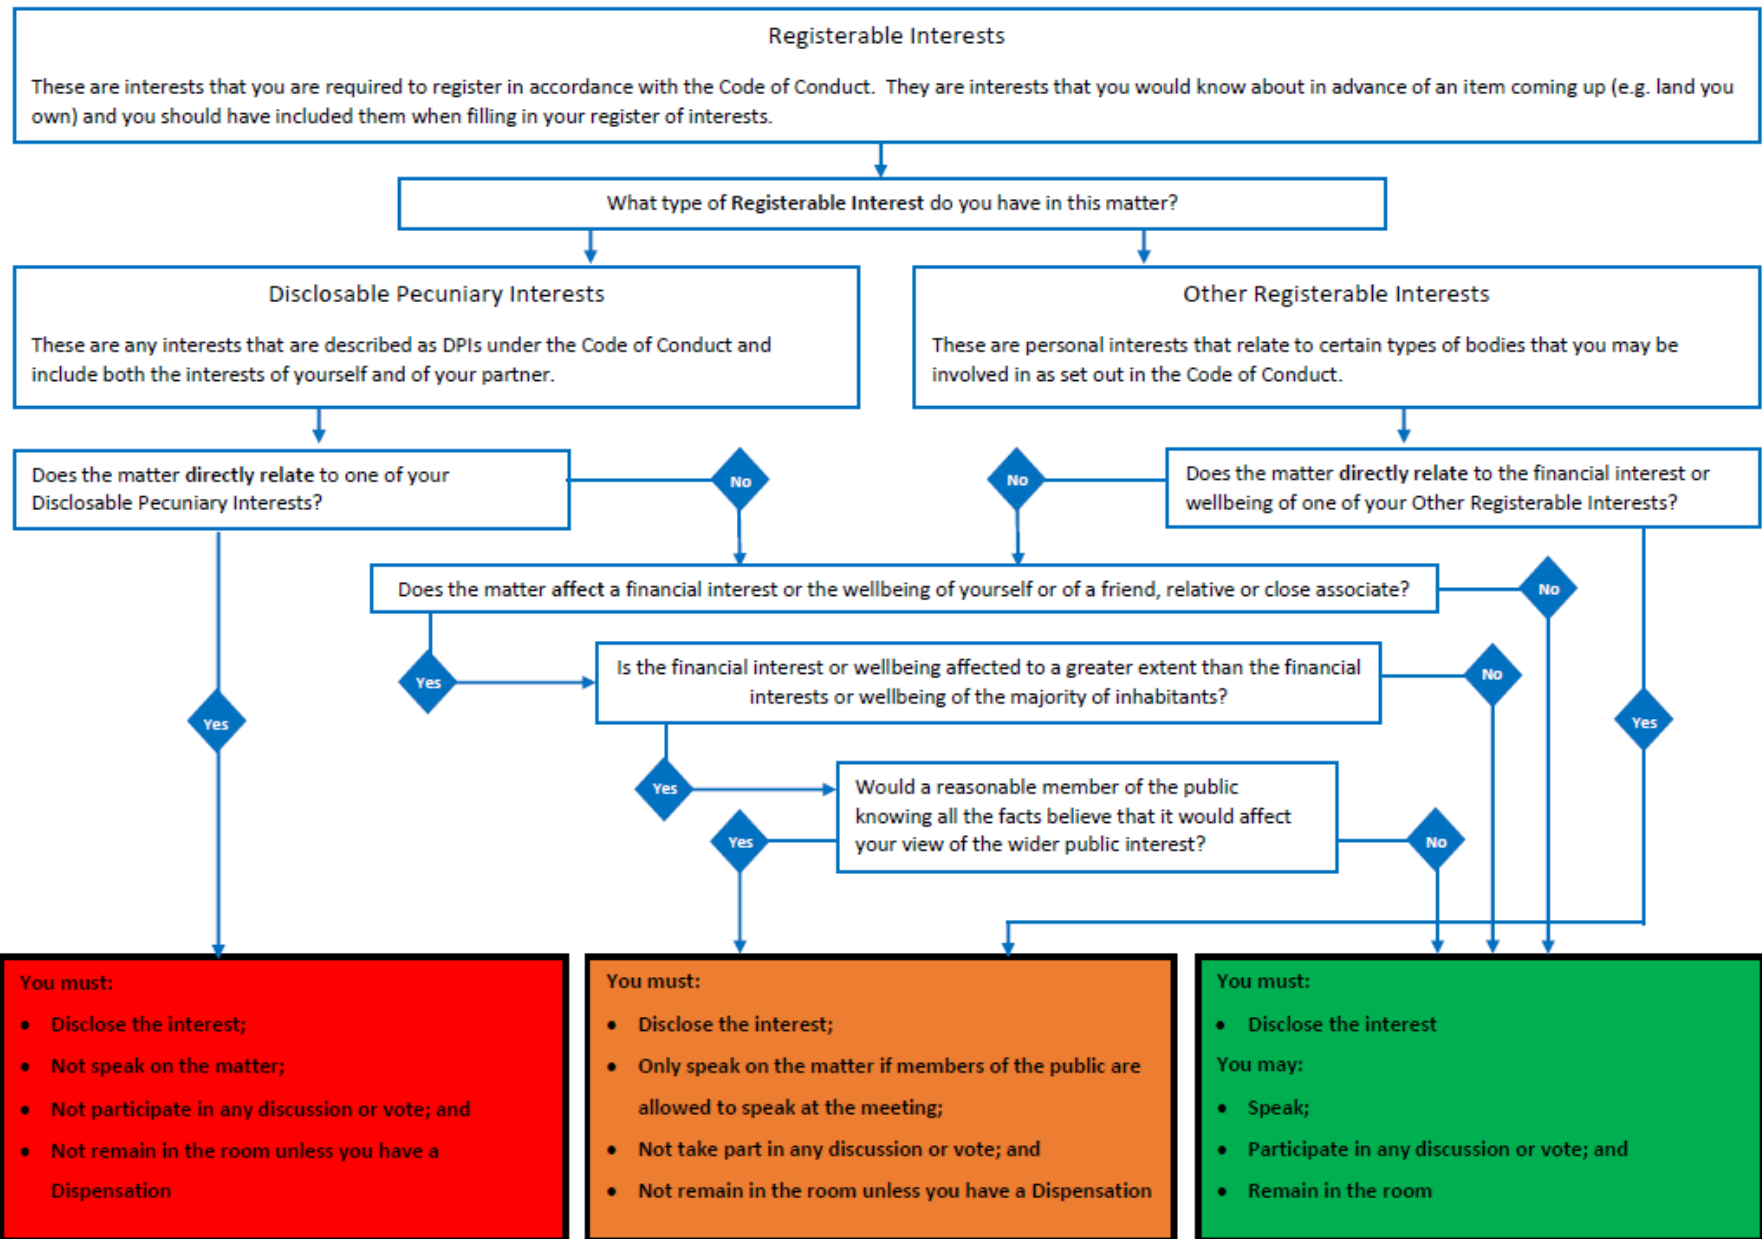 Registerable Interests
These are interests that you are required to register in accordance with the Code of Conduct.  They are interests that you would know about in advance of an item coming up (e.g. land you
own) and you should have included them when filling in your register of interests.
What type of Registerable Interest do you have in this matter?
Disclosable Pecuniary Interests
These are any interests that are described as DPIs under the Code of Conduct and
include both the interests of yourself and of your partner.
Other Registerable Interests
These are personal interests that relate to certain types of bodies that you may be
involved in as set out in the Code of Conduct.
Does the matter directly relate to one of your
Disclosable Pecuniary Interests?
No
No
Does the matter directly relate to the financial interest or
wellbeing of one of your Other Registerable Interests?
Does the matter affect a financial interest or the wellbeing of yourself or of a friend, relative or close associate?
No
Yes
Is the financial interest or wellbeing affected to a greater extent than the financial
interests or wellbeing of the majority of inhabitants?
No
Yes
Yes
Yes
Would a reasonable member of the public
knowing all the facts believe that it would affect
your view of the wider public interest?
Yes
No
You must:
• Disclose the interest;
• Not speak on the matter;
• Not participate in any discussion or vote; and
• Not remain in the room unless you have a
Dispensation
You must:
• Disclose the interest;
• Only speak on the matter if members of the public are
allowed to speak at the meeting;
• Not take part in any discussion or vote; and
• Not remain in the room unless you have a Dispensation
You must:
• Disclose the interest
You may:
• Speak;
• Participate in any discussion or vote; and
• Remain in the room